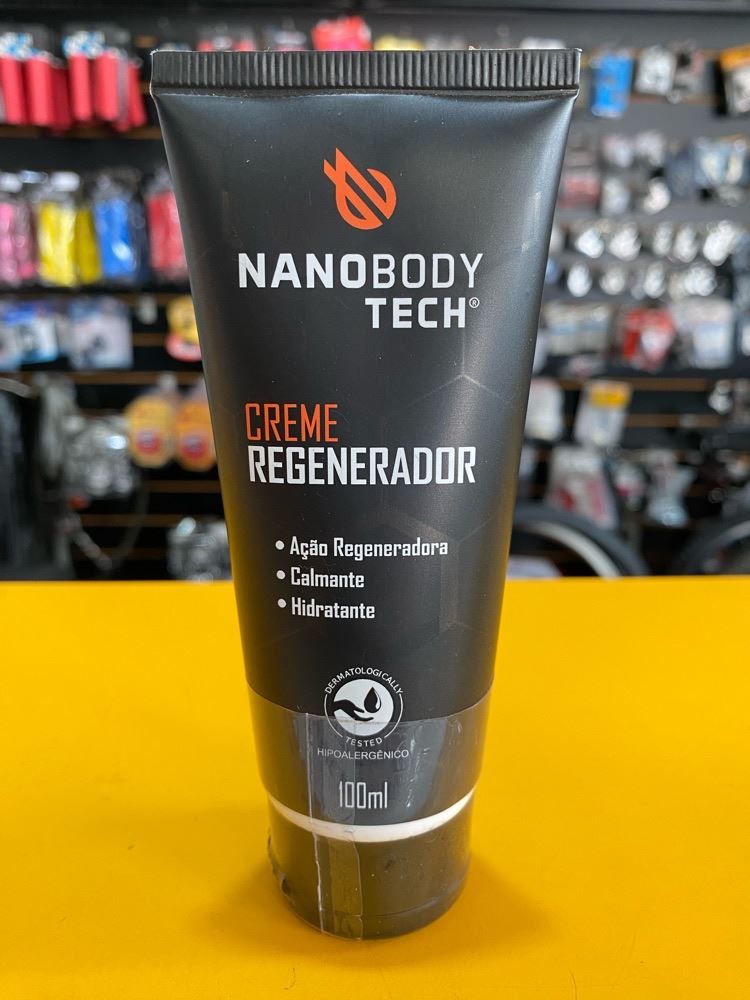 NANOBODY
TECH®
CREME
REGENERADOR
• Ação Regeneradora
• Calmante
• Hidratante
DERMATOLOGICALLY
TESTED
HIPOALERGÊNICO
100ml